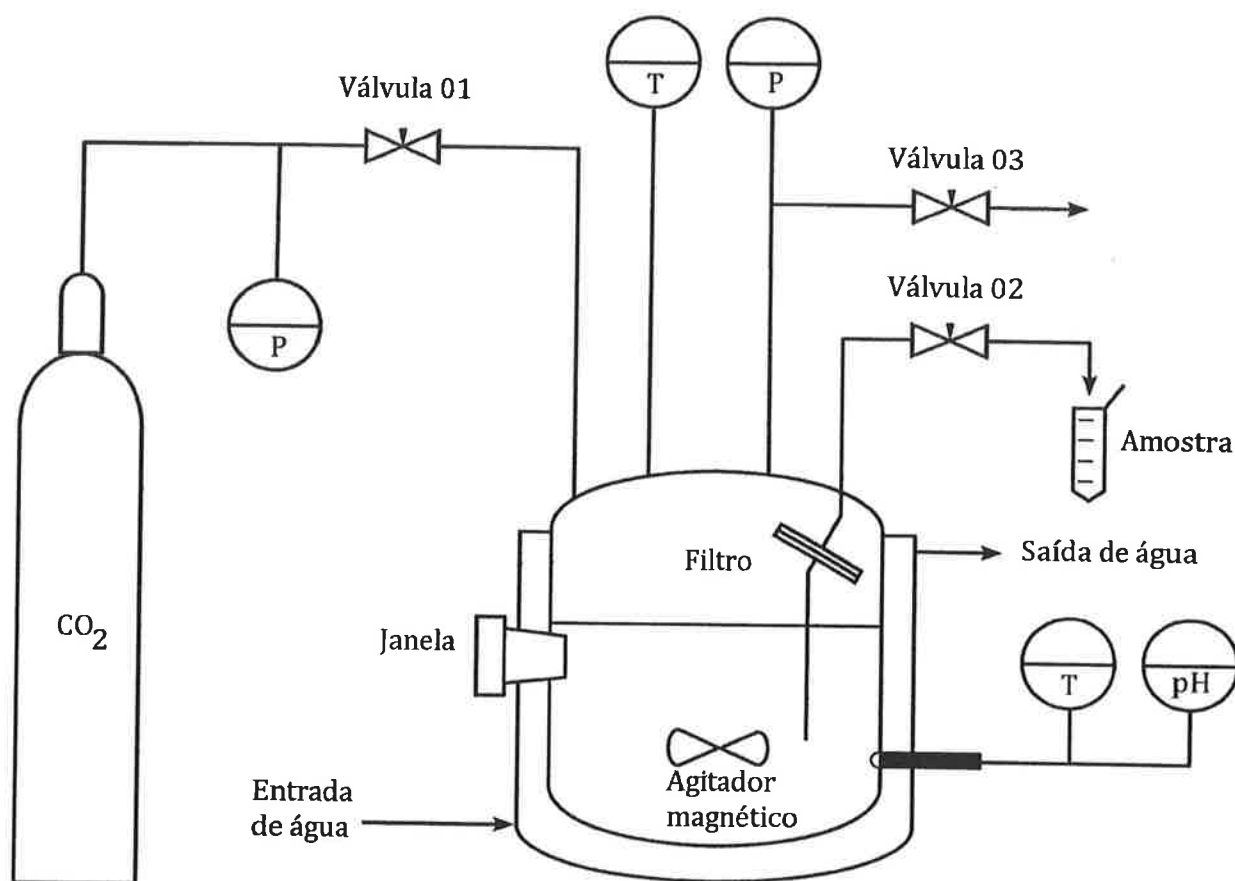 T
P
Válvula 01
Válvula 03
P
Válvula 02
Amostra
Filtro
Saída de água
CO₂
Janela
T
pH
Agitador
magnético
Entrada
de água